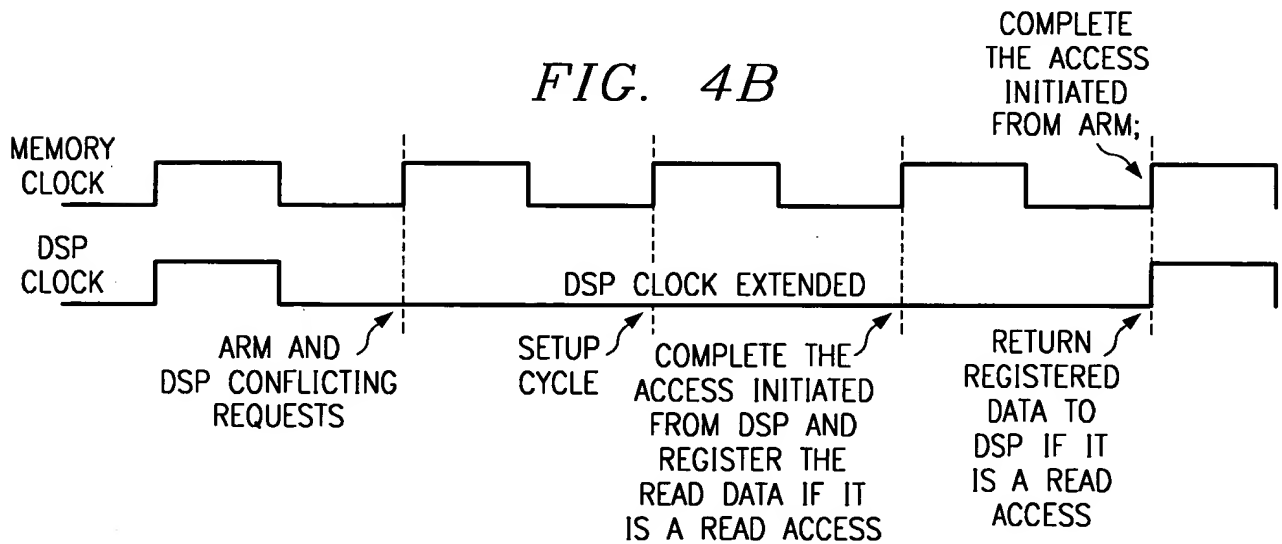 FIG. 4B
COMPLETE
THE ACCESS
INITIATED
FROM ARM;
MEMORY
CLOCK
DSP
CLOCK
DSP CLOCK EXTENDED
ARM AND
DSP CONFLICTING
REQUESTS
SETUP
CYCLE
COMPLETE THE
ACCESS INITIATED
FROM DSP AND
REGISTER THE
READ DATA IF IT
IS A READ ACCESS
RETURN
REGISTERED
DATA TO
DSP IF IT
IS A READ
ACCESS